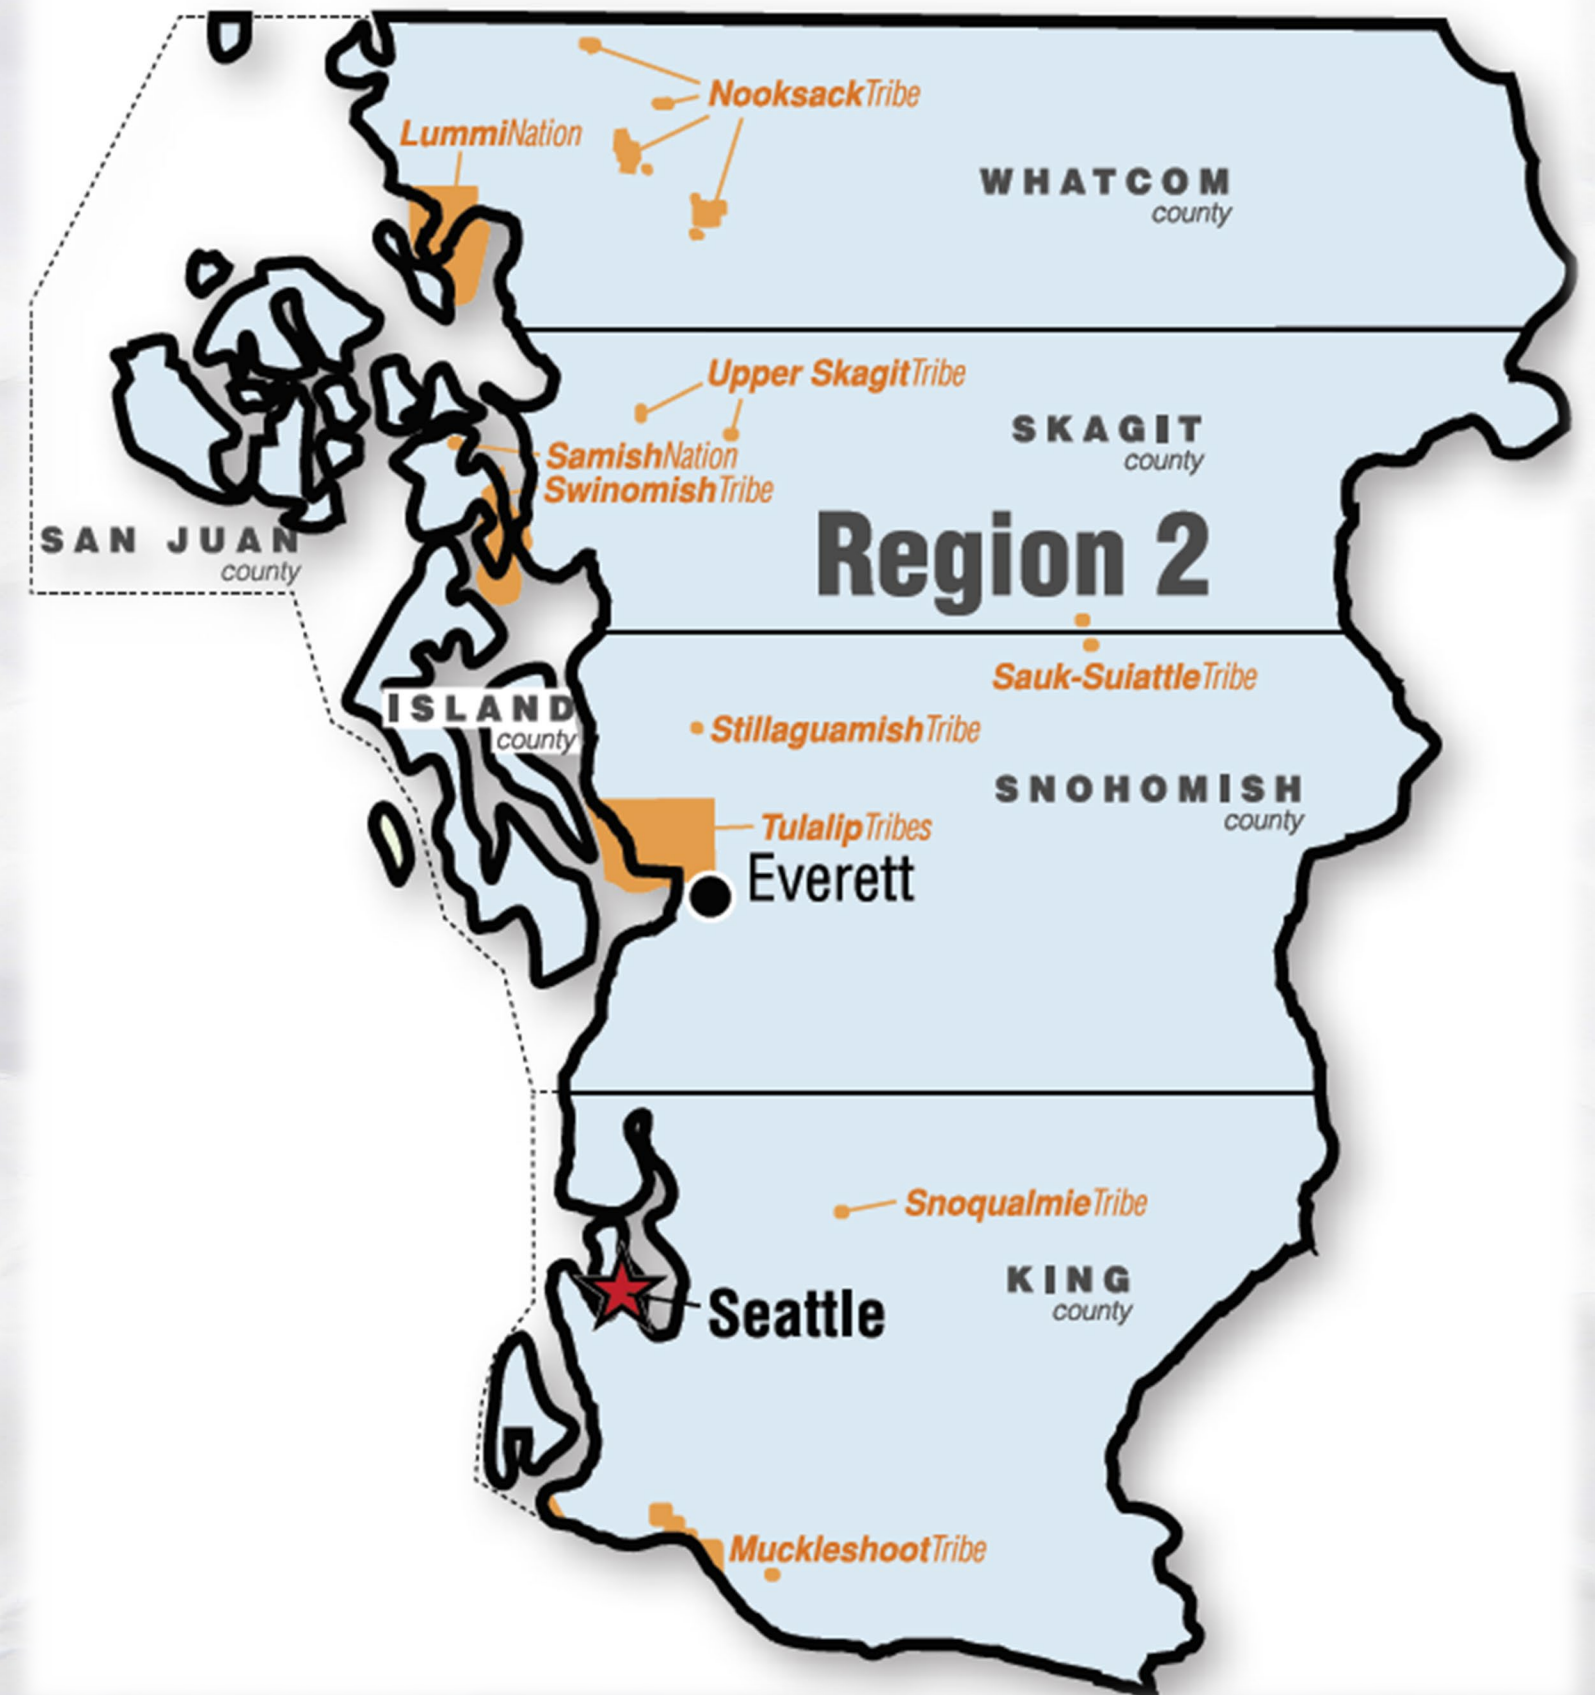 NooksackTribe
LummiNation
WHATCOM
county
Upper SkagitTribe
SKAGIT
county
SamishNation
SwinomishTribe
Region 2
SAN JUAN
county
Sauk-SuiattleTribe
ISLAND
county
StillaguamishTribe
SNOHOMISH
county
TulalipTribes
Everett
SnoqualmieTribe
KING
county
Seattle
MuckleshootTribe